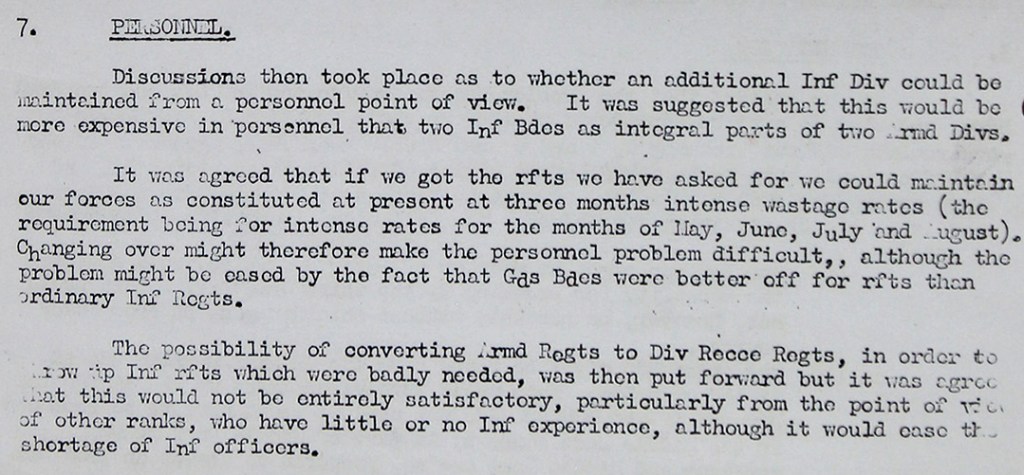 7. PERSONNEL.
Discussions then took place as to whether an additional Inf Div could be
maintained from a personnel point of view. It was suggested that this would be
more expensive in personnel that two Inf Bdes as integral parts of two Armd Divs.
It was agreed that if we got the rfts we have asked for we could maintain
our forces as constituted at present at three months intense wastage rates (the
requirement being for intense rates for the months of May, June, July and August).
Changing over might therefore make the personnel problem difficult,, although the
problem might be eased by the fact that Gds Bdes were better off for rfts than
ordinary Inf Regts.
The possibility of converting Armd Regts to Div Recce Regts, in order to
Inf rfts which were badly needed, was then put forward but it was agree
that this would not be entirely satisfactory, particularly from the point of view
of other ranks, who have little or no Inf experience, although it would ease the
shortage of Inf officers.